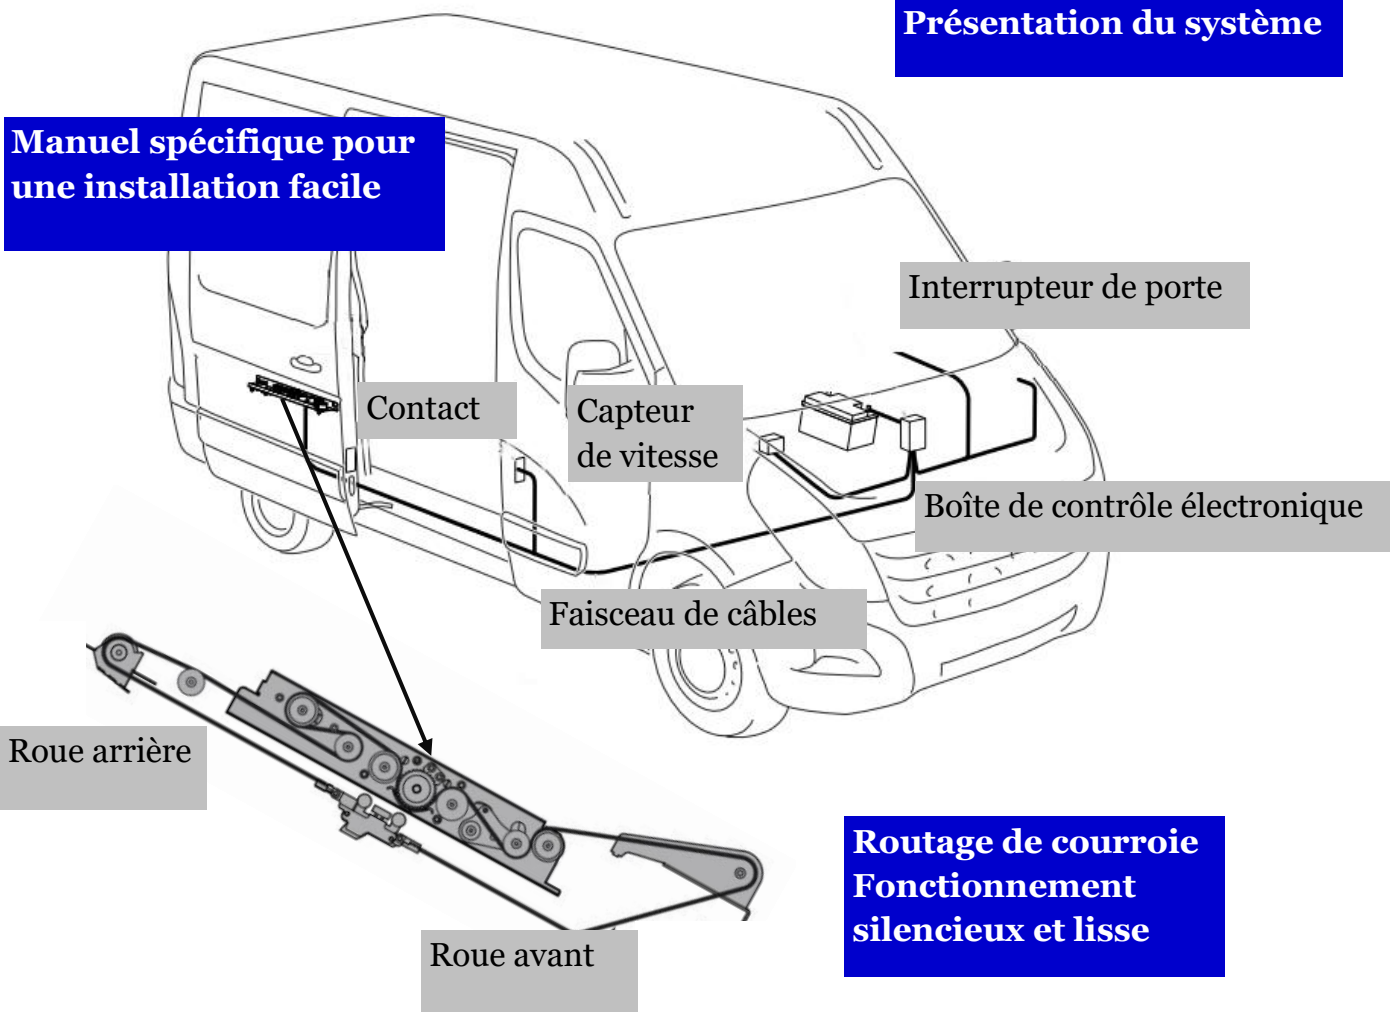 Présentation du système
Manuel spécifique pour
une installation facile
Interrupteur de porte
Contact
Capteur
de vitesse
Boîte de contrôle électronique
Faisceau de câbles
Roue arrière
Routage de courroie
Fonctionnement
silencieux et lisse
Roue avant